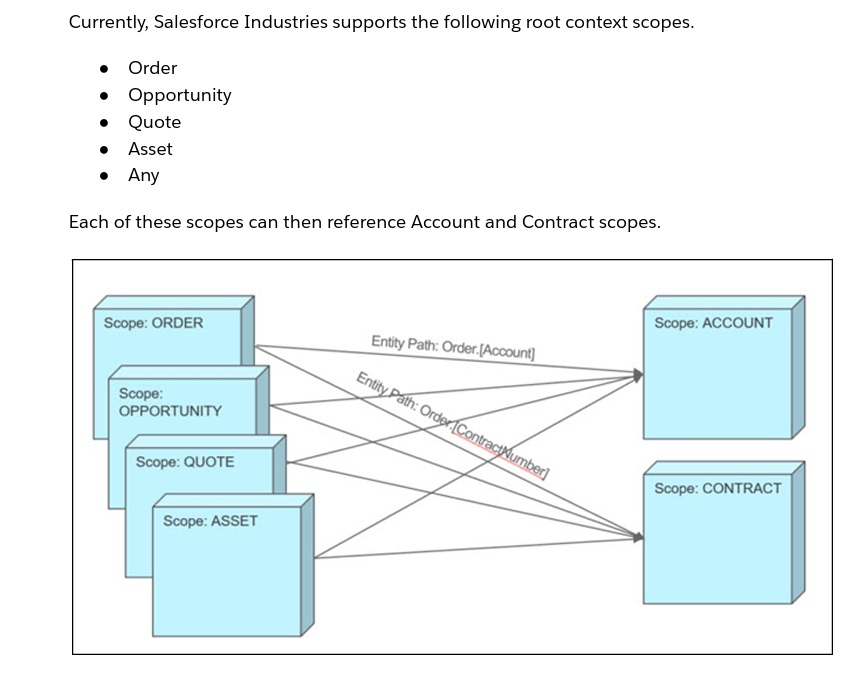 Currently, Salesforce Industries supports the following root context scopes.
● Order
● Opportunity
● Quote
● Asset
● Any
Each of these scopes can then reference Account and Contract scopes.
Scope: ORDER
Scope:
OPPORTUNITY
Scope: QUOTE
Scope: ASSET
Entity Path: Order.[Account]
Entity Path: Order.[ContractNumber]
Scope: ACCOUNT
Scope: CONTRACT